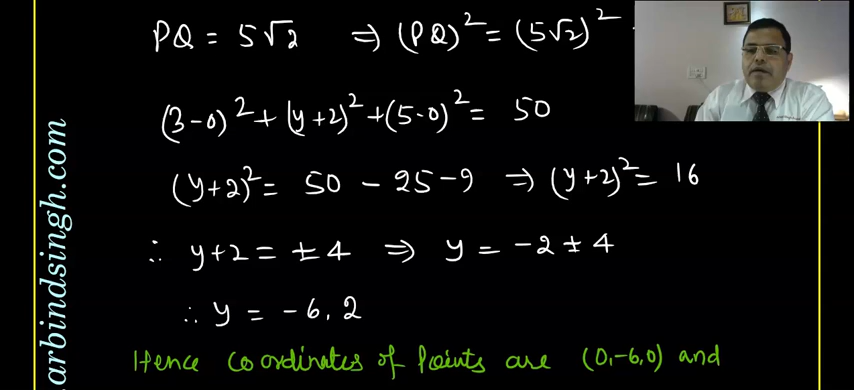 PQ = 5√2 ⇒ (PQ)² = (5√2)²
(3-0)² + (y+2)² + (5-0)² = 50
(y+2)² = 50 - 25 - 9 ⇒ (y+2)² = 16
∴ y+2 = ±4 ⇒ y = -2 ± 4
∴ y = -6, 2
Hence coordinates of points are (0,-6,0) and
arbindsingh.com